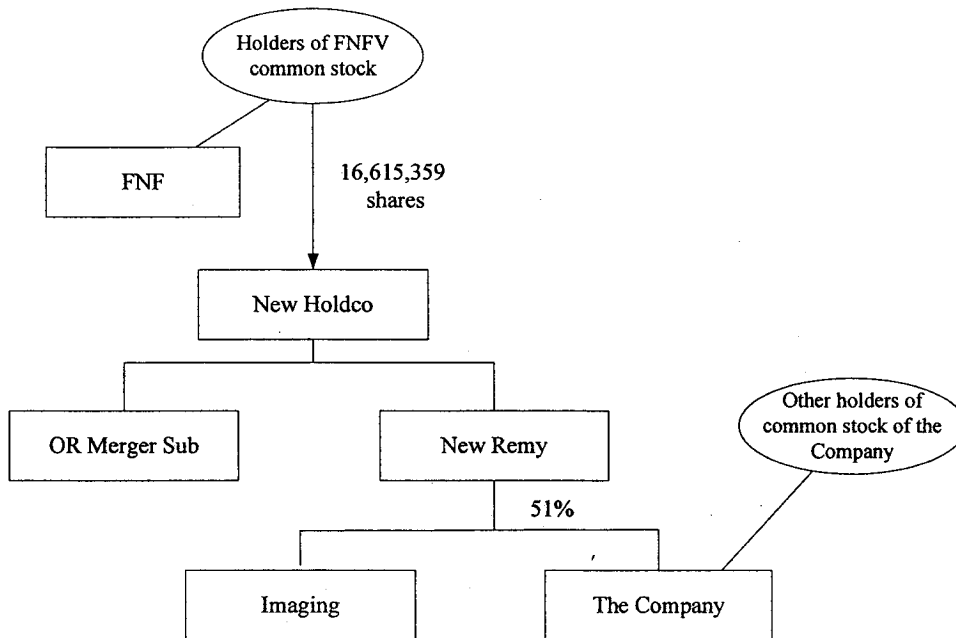 Holders of FNFV
common stock
FNF
16,615,359
shares
New Holdco
OR Merger Sub
New Remy
Other holders of
common stock of the
Company
51%
Imaging
The Company